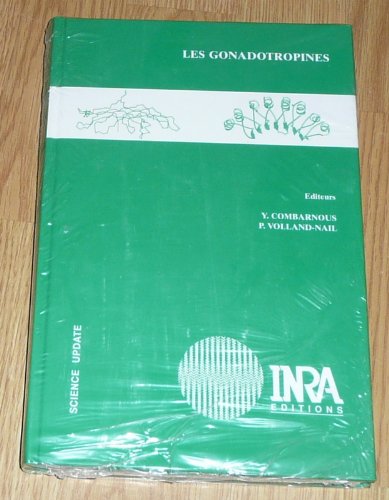 LES GONADOTROPINES
Editeurs
Y. COMBARNOUS
P. VOLLAND-NAIL
SCIENCE UPDATE
INRA
EDITIONS